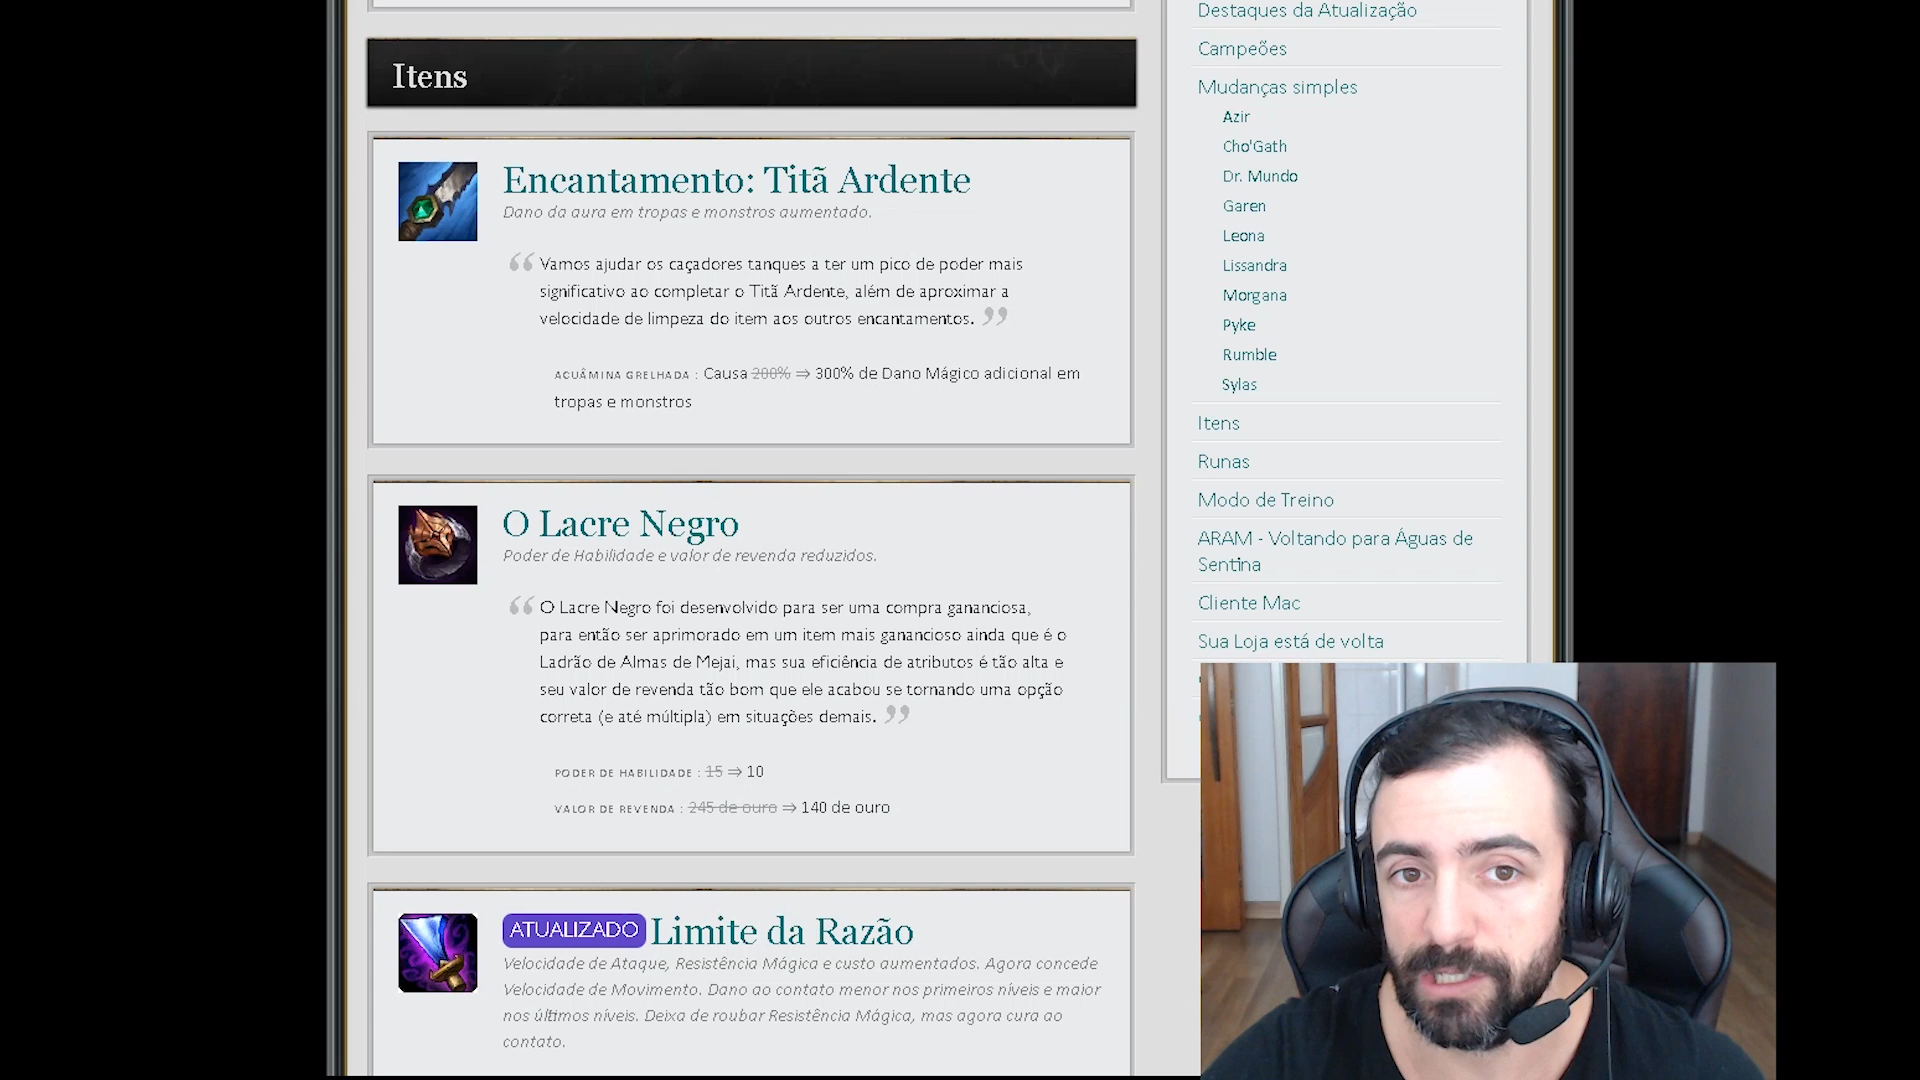 Itens
Encantamento: Titã Ardente
Dano da aura em tropas e monstros aumentado.
“ Vamos ajudar os caçadores tanques a ter um pico de poder mais
significativo ao completar o Titã Ardente, além de aproximar a
velocidade de limpeza do item aos outros encantamentos. ”
ACUÂMINA GRELHADA : Causa 200% ⇒ 300% de Dano Mágico adicional em
tropas e monstros
O Lacre Negro
Poder de Habilidade e valor de revenda reduzidos.
“ O Lacre Negro foi desenvolvido para ser uma compra gananciosa,
para então ser aprimorado em um item mais ganancioso ainda que é o
Ladrão de Almas de Mejai, mas sua eficiência de atributos é tão alta e
seu valor de revenda tão bom que ele acabou se tornando uma opção
correta (e até múltipla) em situações demais. ”
PODER DE HABILIDADE : 15 ⇒ 10
VALOR DE REVENDA : 245 de ouro ⇒ 140 de ouro
ATUALIZADO Limite da Razão
Velocidade de Ataque, Resistência Mágica e custo aumentados. Agora concede
Velocidade de Movimento. Dano ao contato menor nos primeiros níveis e maior
nos últimos níveis. Deixa de roubar Resistência Mágica, mas agora cura ao
contato.
Destaques da Atualização
Campeões
Mudanças simples
Azir
Cho'Gath
Dr. Mundo
Garen
Leona
Lissandra
Morgana
Pyke
Rumble
Sylas
Itens
Runas
Modo de Treino
ARAM - Voltando para Águas de
Sentina
Cliente Mac
Sua Loja está de volta